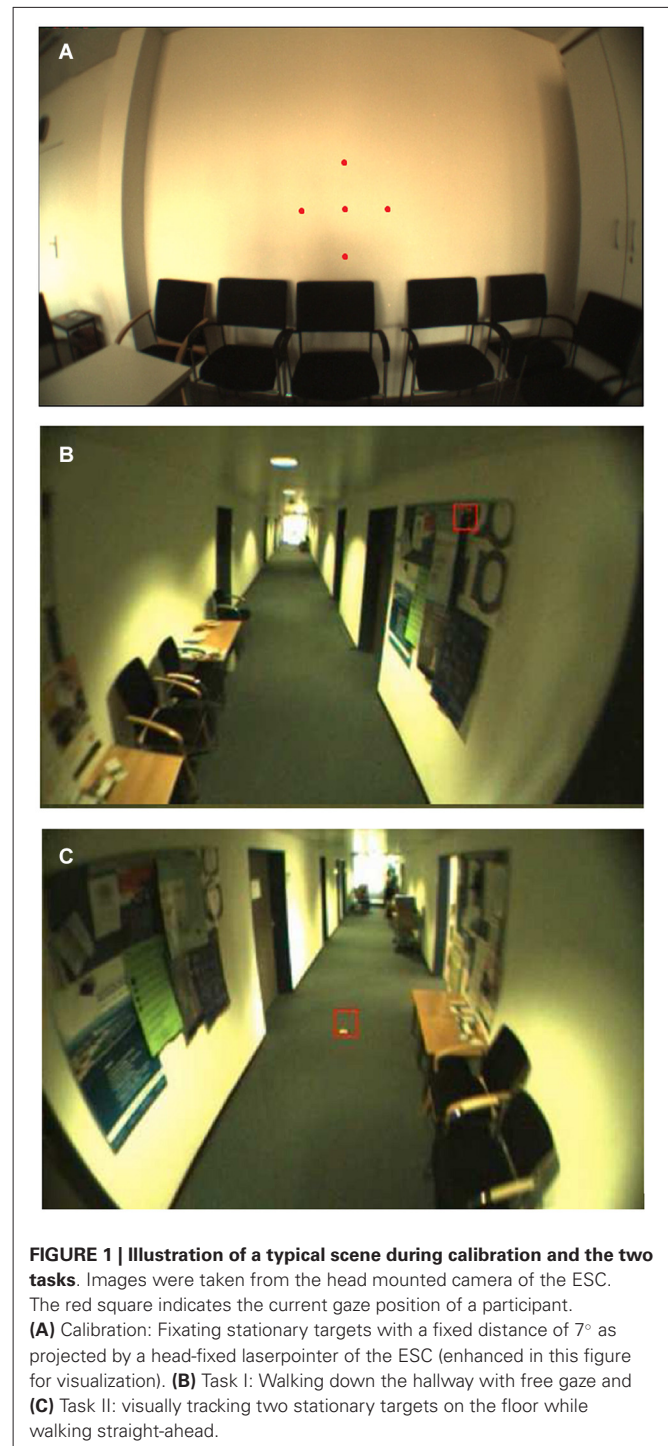 A
B
C
FIGURE 1 | Illustration of a typical scene during calibration and the two
tasks. Images were taken from the head mounted camera of the ESC.
The red square indicates the current gaze position of a participant.
(A) Calibration: Fixating stationary targets with a fixed distance of 7° as
projected by a head-fixed laserpointer of the ESC (enhanced in this figure
for visualization). (B) Task I: Walking down the hallway with free gaze and
(C) Task II: visually tracking two stationary targets on the floor while
walking straight-ahead.